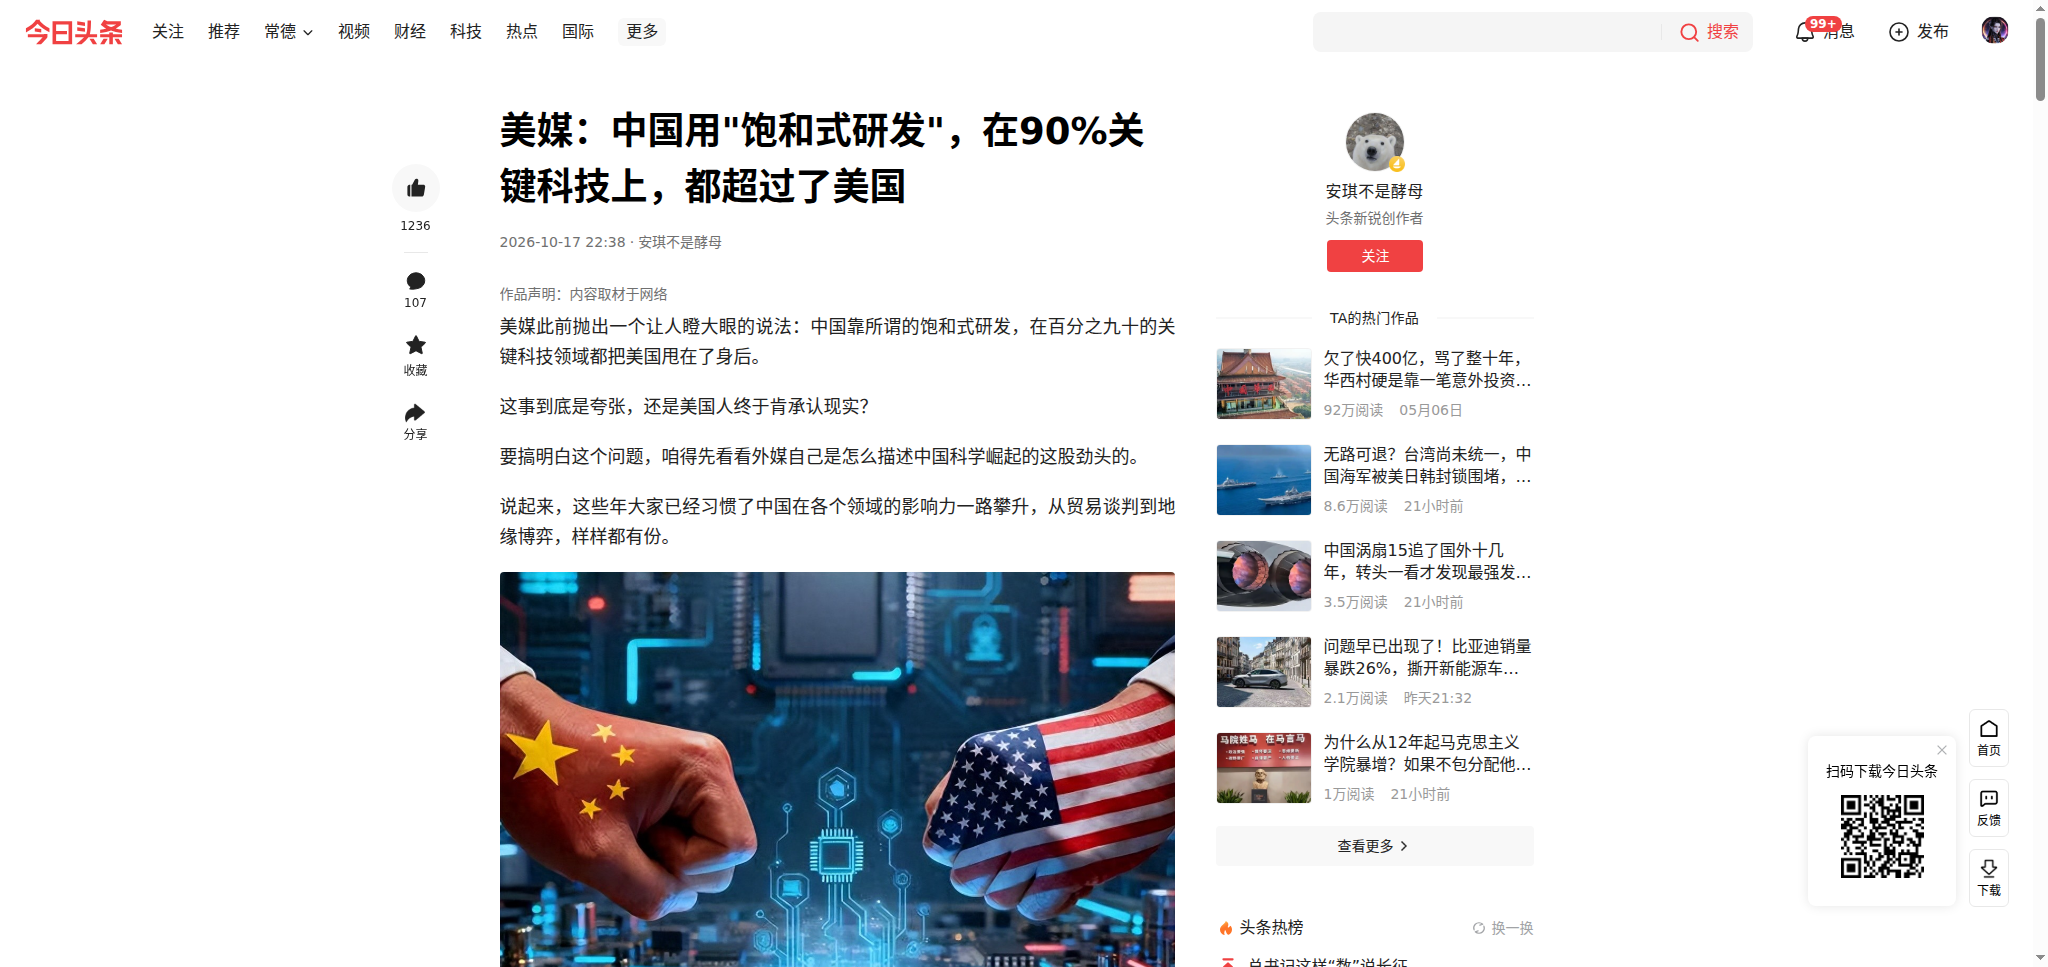 今日头条
关注 推荐 常德 视频 财经 科技 热点 国际 更多
搜索
99+
消息
发布
美媒：中国用"饱和式研发"，在90%关
键科技上，都超过了美国
2026-10-17 22:38 · 安琪不是酵母
1236
107
收藏
分享
作品声明：内容取材于网络
美媒此前抛出一个让人瞪大眼的说法：中国靠所谓的饱和式研发，在百分之九十的关
键科技领域都把美国甩在了身后。
这事到底是夸张，还是美国人终于肯承认现实？
要搞明白这个问题，咱得先看看外媒自己是怎么描述中国科学崛起的这股劲头的。
说起来，这些年大家已经习惯了中国在各个领域的影响力一路攀升，从贸易谈判到地
缘博弈，样样都有份。
安琪不是酵母
头条新锐创作者
关注
TA的热门作品
欠了快400亿，骂了整十年，
华西村硬是靠一笔意外投资...
92万阅读 05月06日
无路可退？台湾尚未统一，中
国海军被美日韩封锁围堵，...
8.6万阅读 21小时前
中国涡扇15追了国外十几
年，转头一看才发现最强发...
3.5万阅读 21小时前
问题早已出现了！比亚迪销量
暴跌26%，撕开新能源车...
2.1万阅读 昨天21:32
马院姓马 在马言马
为什么从12年起马克思主义
学院暴增？如果不包分配他...
1万阅读 21小时前
查看更多
头条热榜
换一换
总书记这样“数”说长征
扫码下载今日头条
首页
反馈
下载